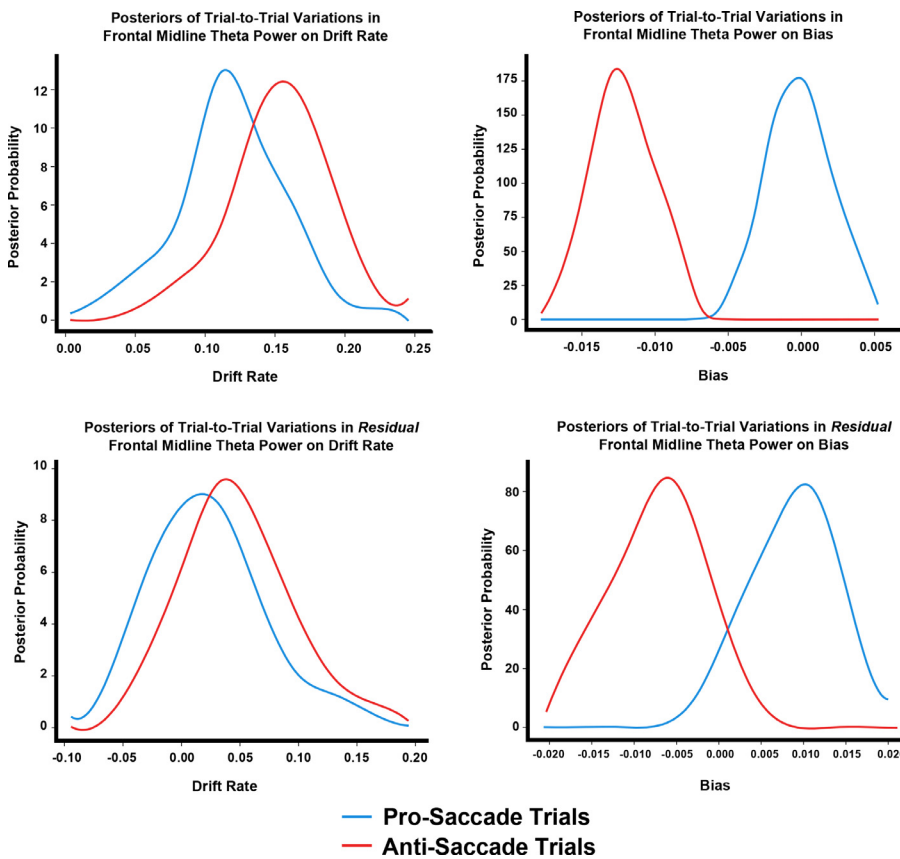 Posteriors of Trial-to-Trial Variations in
Frontal Midline Theta Power on Drift Rate
Posterior Probability
12
10
8
6
4
2
0
0.00 0.05 0.10 0.15 0.20 0.25
Drift Rate
Posteriors of Trial-to-Trial Variations in
Frontal Midline Theta Power on Bias
Posterior Probability
175
150
125
100
75
50
25
0
-0.015 -0.010 -0.005 0.000 0.005
Bias
Posteriors of Trial-to-Trial Variations in Residual
Frontal Midline Theta Power on Drift Rate
Posterior Probability
10
8
6
4
2
0
-0.10 -0.05 0.00 0.05 0.10 0.15 0.20
Drift Rate
Posteriors of Trial-to-Trial Variations in Residual
Frontal Midline Theta Power on Bias
Posterior Probability
80
60
40
20
0
-0.020 -0.015 -0.010 -0.005 0.000 0.005 0.010 0.015 0.020
Bias
Pro-Saccade Trials
Anti-Saccade Trials